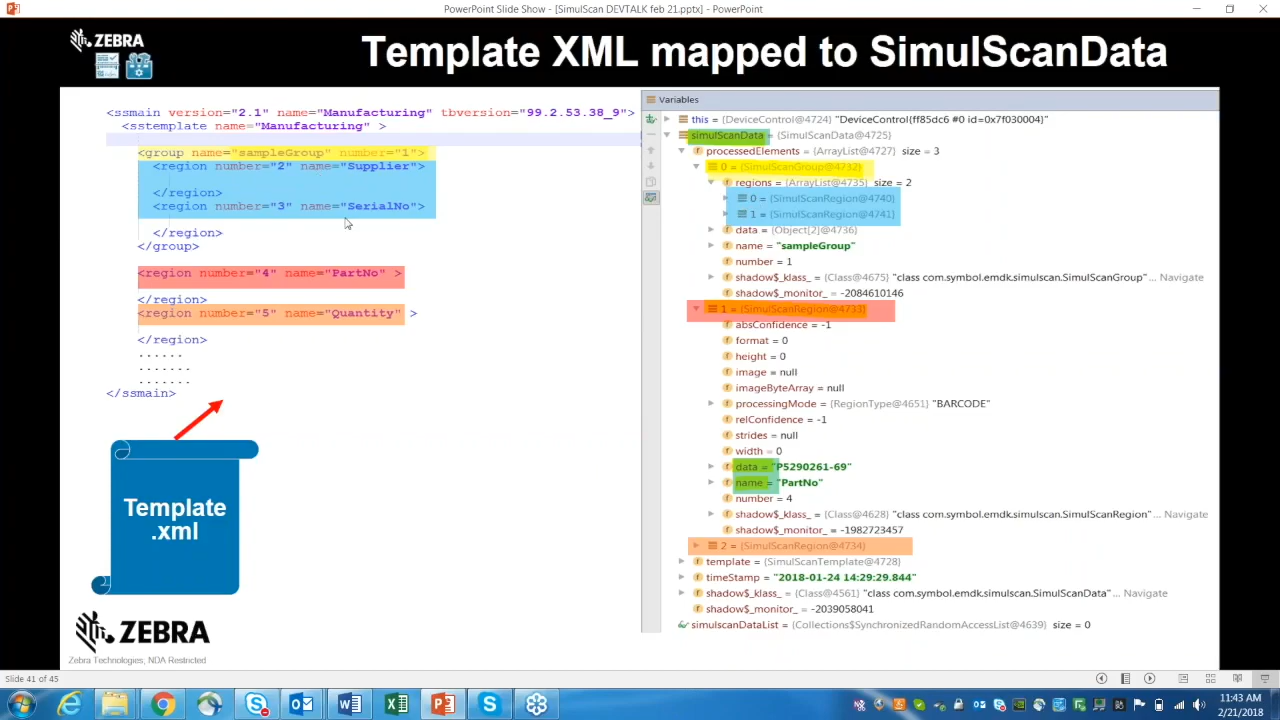 PowerPoint Slide Show - [SimulScan DEVTALK feb 21.pptx] - PowerPoint
ZEBRA
Template XML mapped to SimulScanData
<ssmain version="2.1" name="Manufacturing" tbversion="99.2.53.38_9">
<sstemplate name="Manufacturing" >
<group name="sampleGroup" number="1">
<region number="2" name="Supplier">
</region>
<region number="3" name="SerialNo">
</region>
</group>
<region number="4" name="PartNo" >
</region>
<region number="5" name="Quantity" >
</region>
......
.......
.......
</ssmain>
Template
.xml
ZEBRA
Zebra Technologies, NDA Restricted
Variables
this = {DeviceControl@4724} "DeviceControl{ff85dc6 #0 id=0x7f030004}"
simulScanData = {SimulScanData@4725}
processedElements = {ArrayList@4727} size = 3
0 = {SimulScanGroup@4732}
regions = {ArrayList@4735} size = 2
0 = {SimulScanRegion@4740}
1 = {SimulScanRegion@4741}
data = {Object[2]@4736}
name = "sampleGroup"
number = 1
shadow$_klass_ = {Class@4675} "class com.symbol.emdk.simulscan.SimulScanGroup"... Navigate
shadow$_monitor_ = -2084610146
1 = {SimulScanRegion@4733}
absConfidence = -1
format = 0
height = 0
image = null
imageByteArray = null
processingMode = {RegionType@4651} "BARCODE"
relConfidence = -1
strides = null
width = 0
data = "P5290261-69"
name = "PartNo"
number = 4
shadow$_klass_ = {Class@4628} "class com.symbol.emdk.simulscan.SimulScanRegion"... Navigate
shadow$_monitor_ = -1982723457
2 = {SimulScanRegion@4734}
template = {SimulScanTemplate@4728}
timeStamp = "2018-01-24 14:29:29.844"
shadow$_klass_ = {Class@4561} "class com.symbol.emdk.simulscan.SimulScanData"... Navigate
shadow$_monitor_ = -2039058041
simulscanDataList = {Collections$SynchronizedRandomAccessList@4639} size = 0
Slide 41 of 45
11:43 AM
2/21/2018